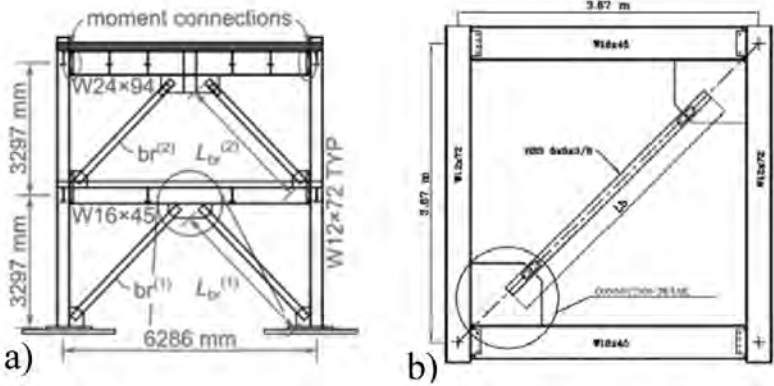 moment connections
W24×94
3297 mm
br(2)
Lbr(2)
W16×45
W12×72 TYP
3297 mm
br(1)
Lbr(1)
6286 mm
a)
3.67 m
W16x45
W12x72
3.67 m
W12x72
Lb
W16x45
b)